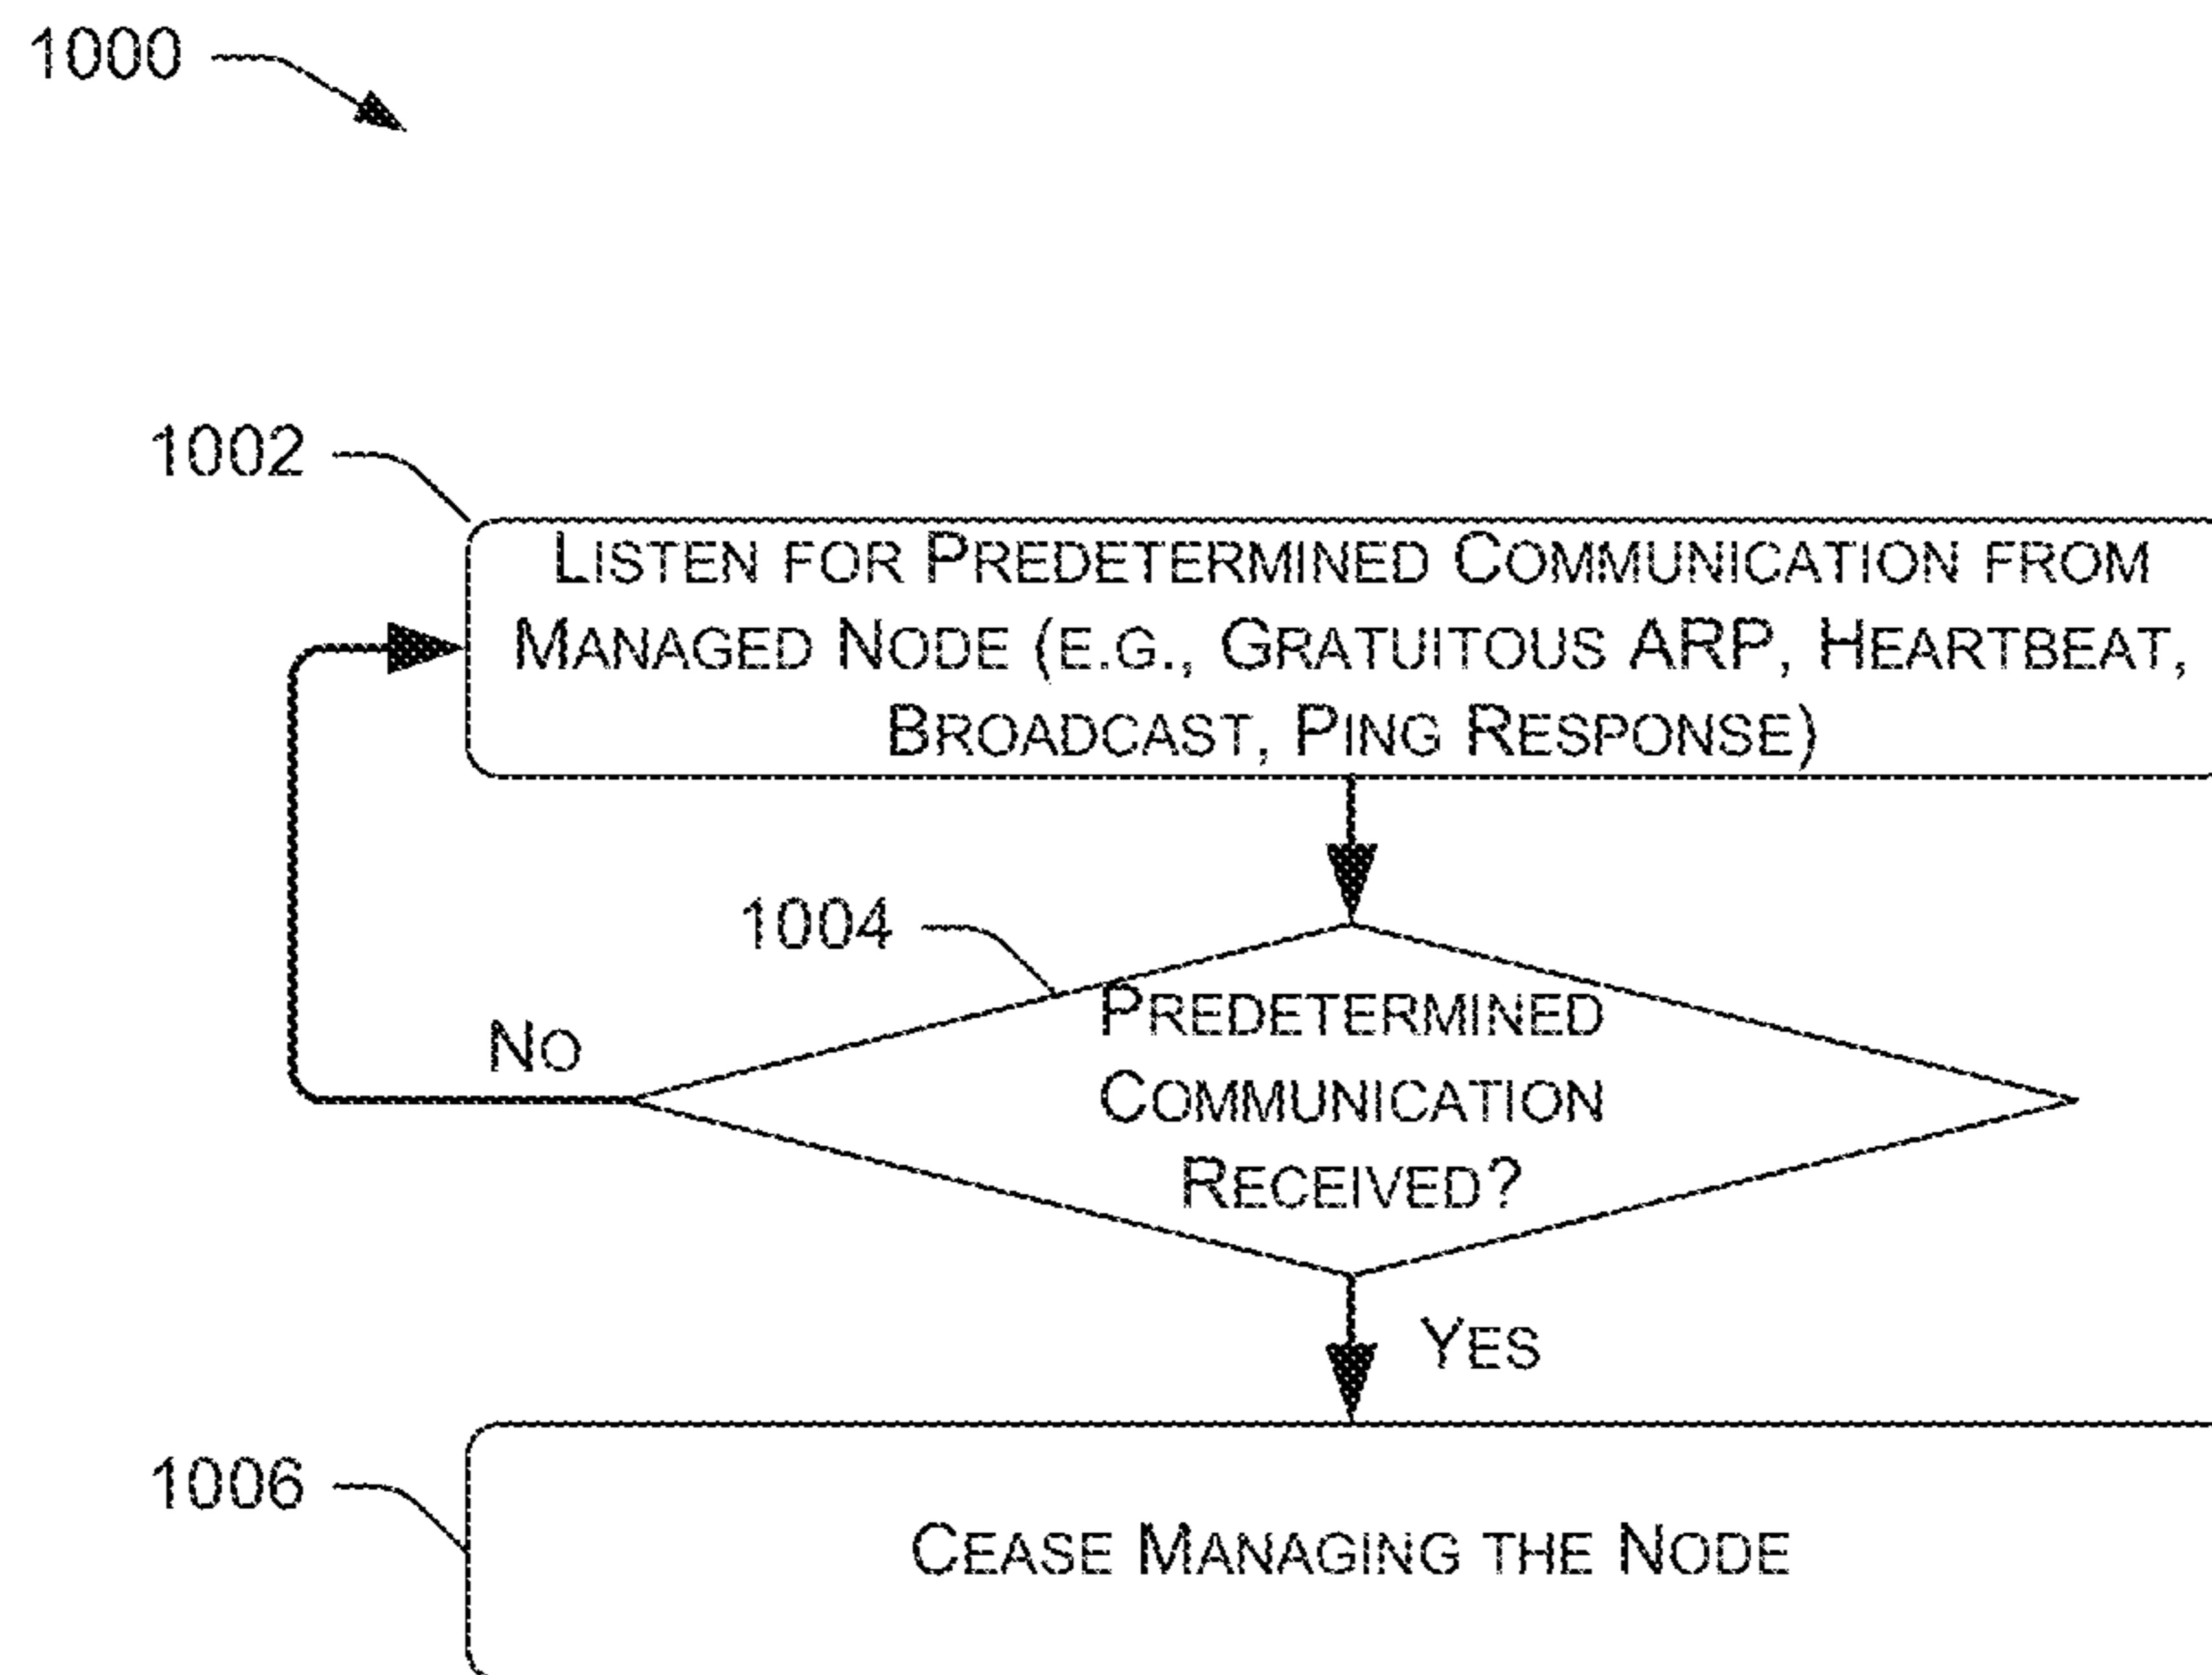 1000
1002
LISTEN FOR PREDETERMINED COMMUNICATION FROM
MANAGED NODE (E.G., GRATUITOUS ARP, HEARTBEAT,
BROADCAST, PING RESPONSE)
1004
PREDETERMINED
COMMUNICATION
RECEIVED?
NO
YES
1006
CEASE MANAGING THE NODE